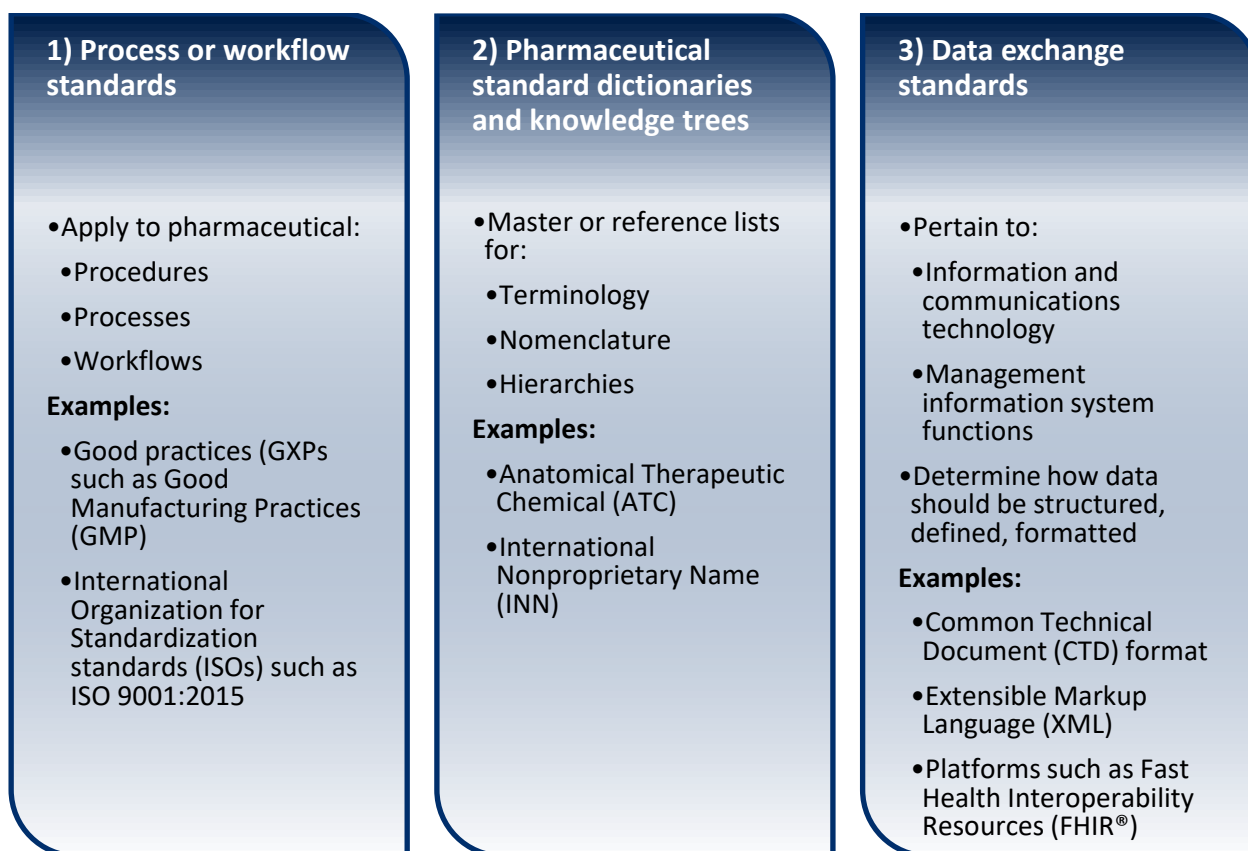 1) Process or workflow
standards
•Apply to pharmaceutical:
•Procedures
•Processes
•Workflows
Examples:
•Good practices (GXPs
such as Good
Manufacturing Practices
(GMP)
•International
Organization for
Standardization
standards (ISOs) such as
ISO 9001:2015
2) Pharmaceutical
standard dictionaries
and knowledge trees
•Master or reference lists
for:
•Terminology
•Nomenclature
•Hierarchies
Examples:
•Anatomical Therapeutic
Chemical (ATC)
•International
Nonproprietary Name
(INN)
3) Data exchange
standards
•Pertain to:
•Information and
communications
technology
•Management
information system
functions
•Determine how data
should be structured,
defined, formatted
Examples:
•Common Technical
Document (CTD) format
•Extensible Markup
Language (XML)
•Platforms such as Fast
Health Interoperability
Resources (FHIR®)